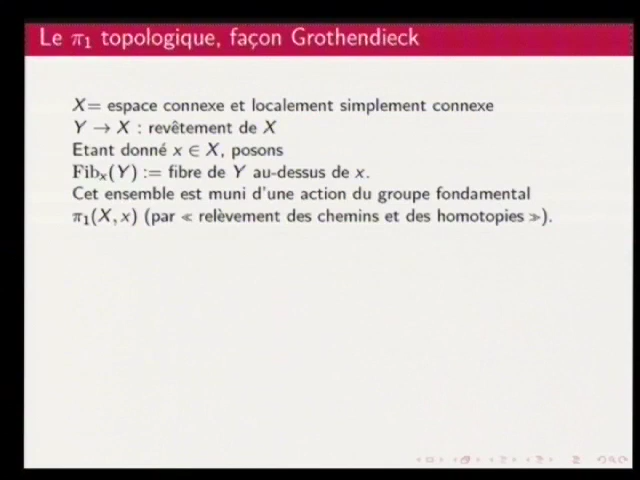 Le π₁ topologique, façon Grothendieck
X= espace connexe et localement simplement connexe
Y → X : revêtement de X
Etant donné x ∈ X, posons
Fibₓ(Y) := fibre de Y au-dessus de x.
Cet ensemble est muni d'une action du groupe fondamental
π₁(X, x) (par « relèvement des chemins et des homotopies »).